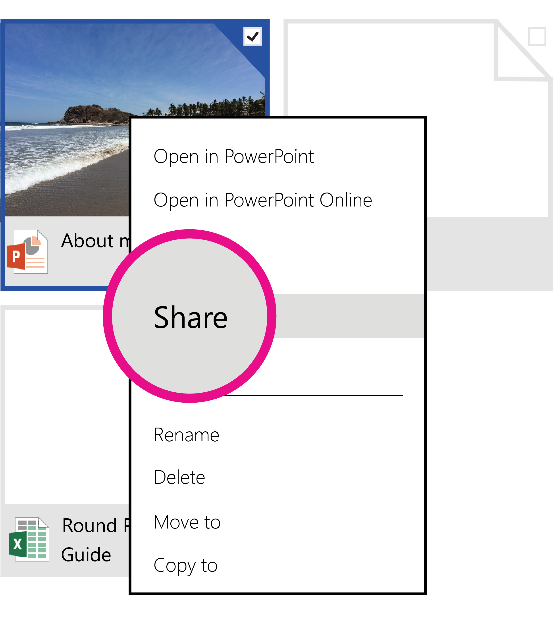 Open in PowerPoint
Open in PowerPoint Online
P
About m
Share
Rename
Delete
Round
X
Guide
Move to
Copy to